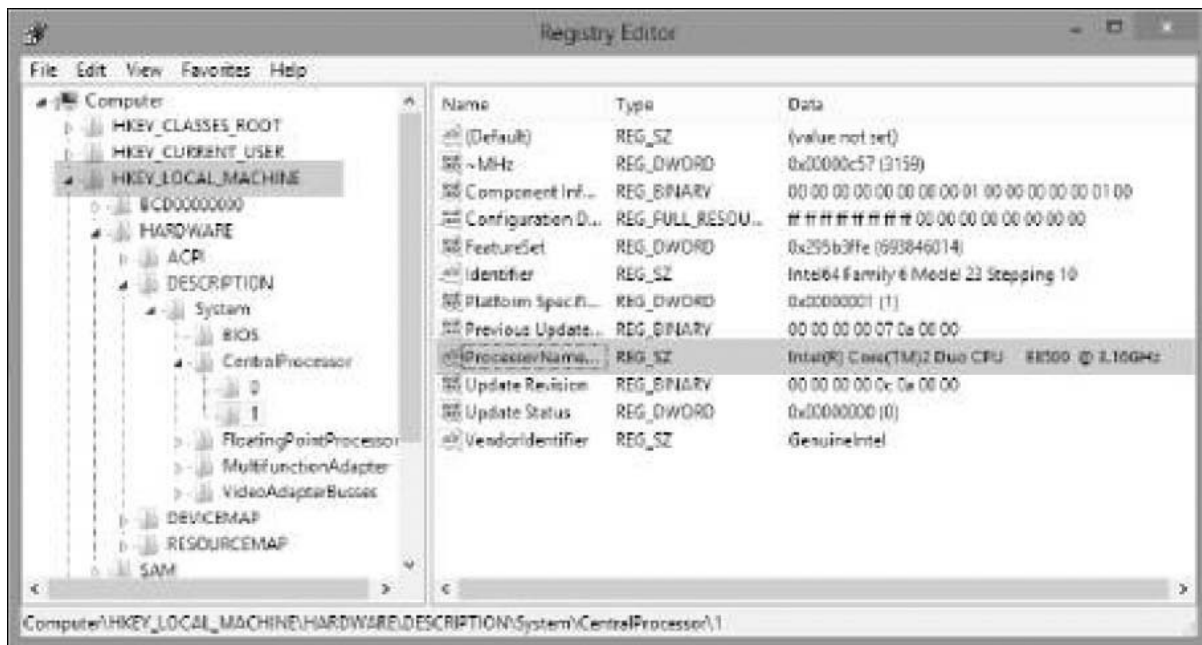 Registry Editor
File Edit View Favorites Help
Computer
HKEY_CLASSES_ROOT
HKEY_CURRENT_USER
HKEY_LOCAL_MACHINE
BCD00000000
HARDWARE
ACPI
DESCRIPTION
System
BIOS
CentralProcessor
0
1
FloatingPointProcessor
MultifunctionAdapter
VideoAdapterBusses
DEVICEMAP
RESOURCEMAP
SAM
Name Type Data
(Default) REG_SZ (value not set)
~MHz REG_DWORD 0x00000c57 (3159)
Component Inf... REG_BINARY 00 00 00 00 00 00 00 00 01 00 00 00 00 00 01 00
Configuration D... REG_FULL_RESOU... ff ff ff ff ff ff ff ff 00 00 00 00 00 00 00 00
FeatureSet REG_DWORD 0x295b3ffe (693846014)
Identifier REG_SZ Intel64 Family 6 Model 23 Stepping 10
Platform Specifi... REG_DWORD 0x00000001 (1)
Previous Update... REG_BINARY 00 00 00 00 07 0a 00 00
ProcessorName... REG_SZ Intel(R) Core(TM)2 Duo CPU E8500 @ 3.16GHz
Update Revision REG_BINARY 00 00 00 00 0c 0a 00 00
Update Status REG_DWORD 0x00000000 (0)
VendorIdentifier REG_SZ GenuineIntel
Computer\HKEY_LOCAL_MACHINE\HARDWARE\DESCRIPTION\System\CentralProcessor\1